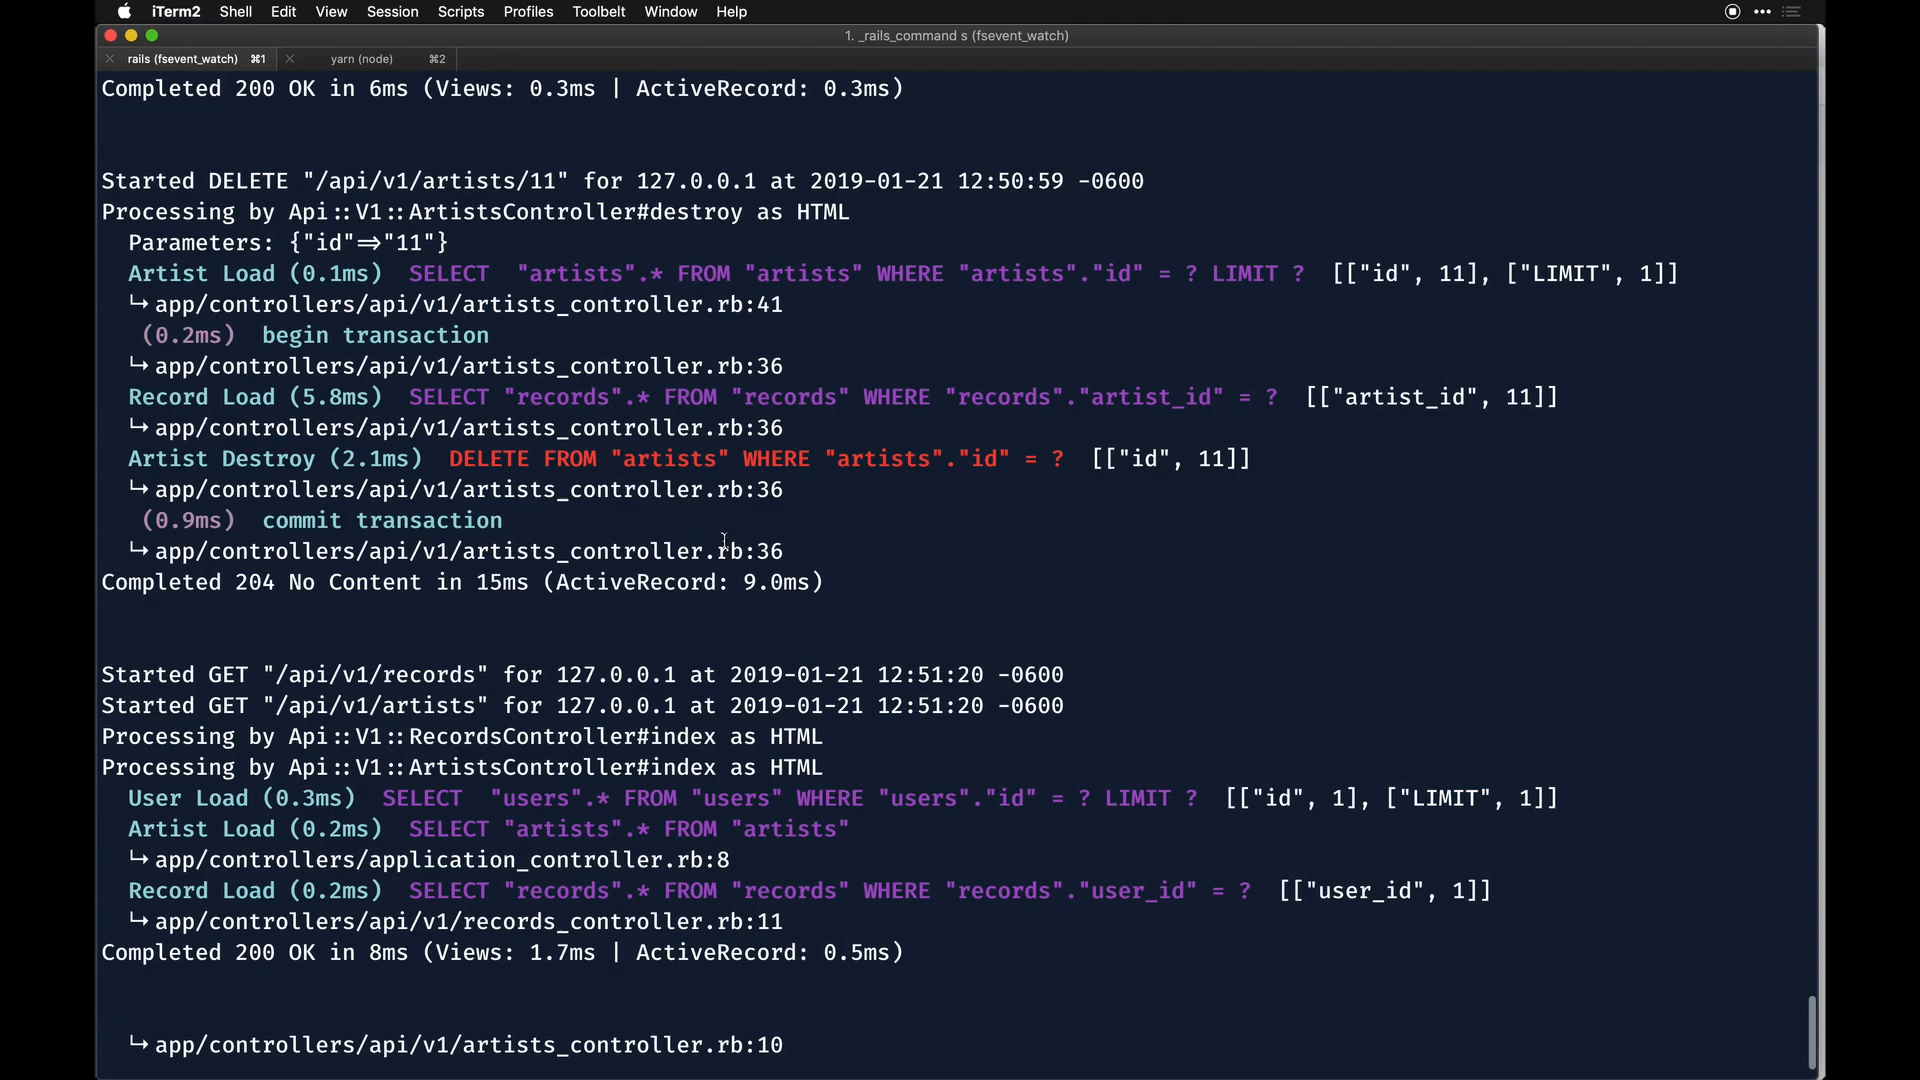 iTerm2 Shell Edit View Session Scripts Profiles Toolbelt Window Help
1. _rails_command s (fsevent_watch)
rails (fsevent_watch) ⌘1 yarn (node) ⌘2
Completed 200 OK in 6ms (Views: 0.3ms | ActiveRecord: 0.3ms)
Started DELETE "/api/v1/artists/11" for 127.0.0.1 at 2019-01-21 12:50:59 -0600
Processing by Api::V1::ArtistsController#destroy as HTML
Parameters: {"id"=>"11"}
Artist Load (0.1ms) SELECT "artists".* FROM "artists" WHERE "artists"."id" = ? LIMIT ? [["id", 11], ["LIMIT", 1]]
↳ app/controllers/api/v1/artists_controller.rb:41
(0.2ms) begin transaction
↳ app/controllers/api/v1/artists_controller.rb:36
Record Load (5.8ms) SELECT "records".* FROM "records" WHERE "records"."artist_id" = ? [["artist_id", 11]]
↳ app/controllers/api/v1/artists_controller.rb:36
Artist Destroy (2.1ms) DELETE FROM "artists" WHERE "artists"."id" = ? [["id", 11]]
↳ app/controllers/api/v1/artists_controller.rb:36
(0.9ms) commit transaction
↳ app/controllers/api/v1/artists_controller.rb:36
Completed 204 No Content in 15ms (ActiveRecord: 9.0ms)
Started GET "/api/v1/records" for 127.0.0.1 at 2019-01-21 12:51:20 -0600
Started GET "/api/v1/artists" for 127.0.0.1 at 2019-01-21 12:51:20 -0600
Processing by Api::V1::RecordsController#index as HTML
Processing by Api::V1::ArtistsController#index as HTML
User Load (0.3ms) SELECT "users".* FROM "users" WHERE "users"."id" = ? LIMIT ? [["id", 1], ["LIMIT", 1]]
Artist Load (0.2ms) SELECT "artists".* FROM "artists"
↳ app/controllers/application_controller.rb:8
Record Load (0.2ms) SELECT "records".* FROM "records" WHERE "records"."user_id" = ? [["user_id", 1]]
↳ app/controllers/api/v1/records_controller.rb:11
Completed 200 OK in 8ms (Views: 1.7ms | ActiveRecord: 0.5ms)
↳ app/controllers/api/v1/artists_controller.rb:10